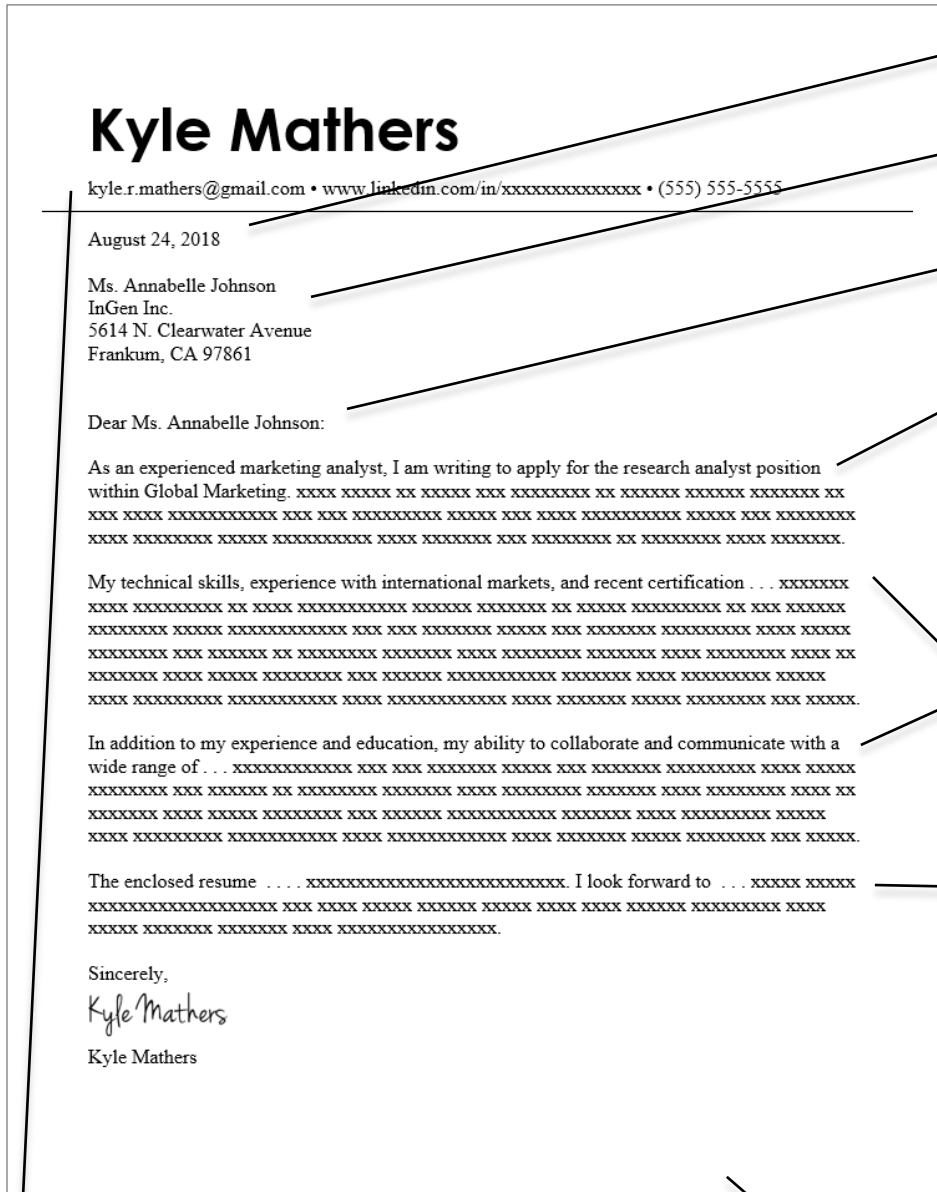 Kyle Mathers
kyle.r.mathers@gmail.com • www.linkedin.com/in/xxxxxxxxxxxxxx • (555) 555-5555
August 24, 2018
Ms. Annabelle Johnson
InGen Inc.
5614 N. Clearwater Avenue
Frankum, CA 97861
Dear Ms. Annabelle Johnson:
As an experienced marketing analyst, I am writing to apply for the research analyst position
within Global Marketing. xxxx xxxxx xx xxxxx xxx xxxxxxxx xx xxxxxx xxxxxx xxxxxxx xx
xxx xxxx xxxxxxxxxxx xxx xxx xxxxxxxxx xxxxx xxx xxxx xxxxxxxxxx xxxxx xxx xxxxxxxx
xxxx xxxxxxxx xxxxx xxxxxxxxxx xxxx xxxxxxx xxx xxxxxxxx xx xxxxxxxx xxxx xxxxxxx.
My technical skills, experience with international markets, and recent certification . . . xxxxxxx
xxxx xxxxxxxxx xx xxxx xxxxxxxxxxx xxxxxx xxxxxxx xx xxxxx xxxxxxxxx xx xxx xxxxxx
xxxxxxxx xxxxx xxxxxxxxxxxx xxx xxx xxxxxxx xxxxx xxx xxxxxxx xxxxxxxxx xxxx xxxxx
xxxxxxxx xxx xxxxxx xx xxxxxxxx xxxxxxx xxxx xxxxxxxx xxxxxxx xxxx xxxxxxxx xxxx xx
xxxxxxx xxxx xxxxx xxxxxxxx xxx xxxxxx xxxxxxxxxxx xxxxxxx xxxx xxxxxxxxx xxxxx
xxxx xxxxxxxxx xxxxxxxxxxx xxxx xxxxxxxxxxxx xxxx xxxxxxx xxxxx xxxxxxxx xxx xxxxx.
In addition to my experience and education, my ability to collaborate and communicate with a
wide range of . . . xxxxxxxxxxxx xxx xxx xxxxxxx xxxxx xxx xxxxxxx xxxxxxxxx xxxx xxxxx
xxxxxxxx xxx xxxxxx xx xxxxxxxx xxxxxxx xxxx xxxxxxxx xxxxxxx xxxx xxxxxxxx xxxx xx
xxxxxxx xxxx xxxxx xxxxxxxx xxx xxxxxx xxxxxxxxxxx xxxxxxx xxxx xxxxxxxxx xxxxx
xxxx xxxxxxxxx xxxxxxxxxxx xxxx xxxxxxxxxxxx xxxx xxxxxxx xxxxx xxxxxxxx xxx xxxxx.
The enclosed resume . . . . xxxxxxxxxxxxxxxxxxxxxxxxxx. I look forward to . . . xxxxx xxxxx
xxxxxxxxxxxxxxxxxxx xxx xxxx xxxxx xxxxxx xxxxx xxxx xxxx xxxxxx xxxxxxxxx xxxx
xxxxx xxxxxxx xxxxxxx xxxx xxxxxxxxxxxxxxxx.
Sincerely,
Kyle Mathers
Kyle Mathers